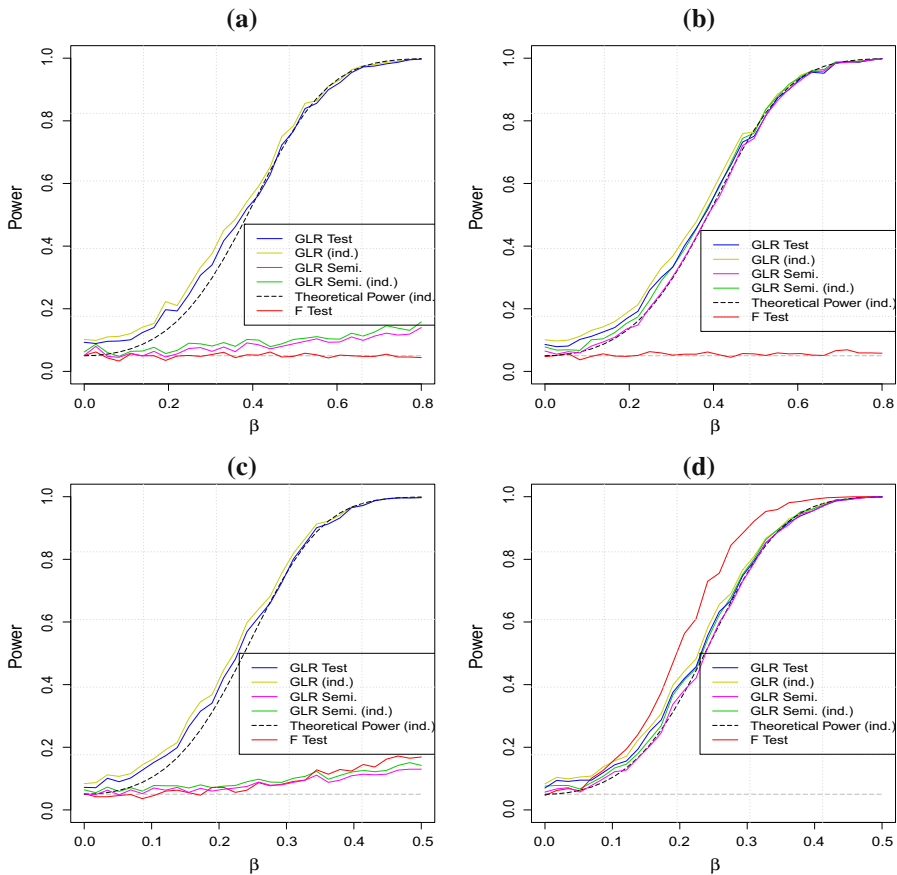 (a)
Power
0.0
0.2
0.4
0.6
0.8
1.0
GLR Test
GLR (ind.)
GLR Semi.
GLR Semi. (ind.)
Theoretical Power (ind.)
F Test
0.0 0.2 0.4 0.6 0.8
β
(b)
Power
0.0
0.2
0.4
0.6
0.8
1.0
GLR Test
GLR (ind.)
GLR Semi.
GLR Semi. (ind.)
Theoretical Power (ind.)
F Test
0.0 0.2 0.4 0.6 0.8
β
(c)
Power
0.0
0.2
0.4
0.6
0.8
1.0
GLR Test
GLR (ind.)
GLR Semi.
GLR Semi. (ind.)
Theoretical Power (ind.)
F Test
0.0 0.1 0.2 0.3 0.4 0.5
β
(d)
Power
0.0
0.2
0.4
0.6
0.8
1.0
GLR Test
GLR (ind.)
GLR Semi.
GLR Semi. (ind.)
Theoretical Power (ind.)
F Test
0.0 0.1 0.2 0.3 0.4 0.5
β